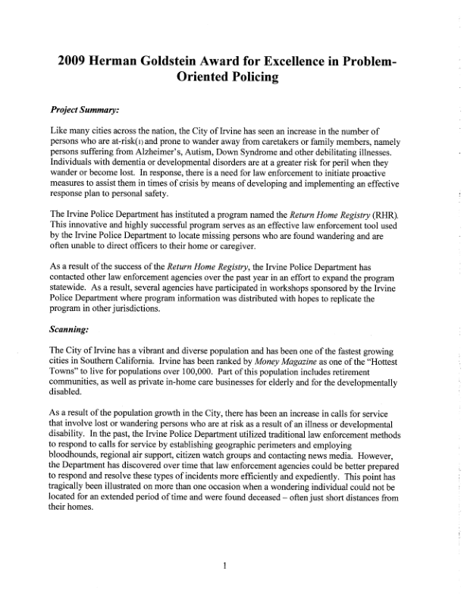 2009 Herman Goldstein Award for Excellence in Problem-
Oriented Policing
Project Summary:
Like many cities across the nation, the City of Irvine has seen an increase in the number of
persons who are at-risk(1) and prone to wander away from caretakers or family members, namely
persons suffering from Alzheimer's, Autism, Down Syndrome and other debilitating illnesses.
Individuals with dementia or developmental disorders are at a greater risk for peril when they
wander or become lost. In response, there is a need for law enforcement to initiate proactive
measures to assist them in times of crisis by means of developing and implementing an effective
response plan to personal safety.
The Irvine Police Department has instituted a program named the Return Home Registry (RHR).
This innovative and highly successful program serves as an effective law enforcement tool used
by the Irvine Police Department to locate missing persons who are found wandering and are
often unable to direct officers to their home or caregiver.
As a result of the success of the Return Home Registry, the Irvine Police Department has
contacted other law enforcement agencies over the past year in an effort to expand the program
statewide. As a result, several agencies have participated in workshops sponsored by the Irvine
Police Department where program information was distributed with hopes to replicate the
program in other jurisdictions.
Scanning:
The City of Irvine has a vibrant and diverse population and has been one of the fastest growing
cities in Southern California. Irvine has been ranked by Money Magazine as one of the "Hottest
Towns" to live for populations over 100,000. Part of this population includes retirement
communities, as well as private in-home care businesses for elderly and for the developmentally
disabled.
As a result of the population growth in the City, there has been an increase in calls for service
that involve lost or wandering persons who are at risk as a result of an illness or developmental
disability. In the past, the Irvine Police Department utilized traditional law enforcement methods
to respond to calls for service by establishing geographic perimeters and employing
bloodhounds, regional air support, citizen watch groups and contacting news media. However,
the Department has discovered over time that law enforcement agencies could be better prepared
to respond and resolve these types of incidents more efficiently and expediently. This point has
tragically been illustrated on more than one occasion when a wondering individual could not be
located for an extended period of time and were found deceased – often just short distances from
their homes.
1